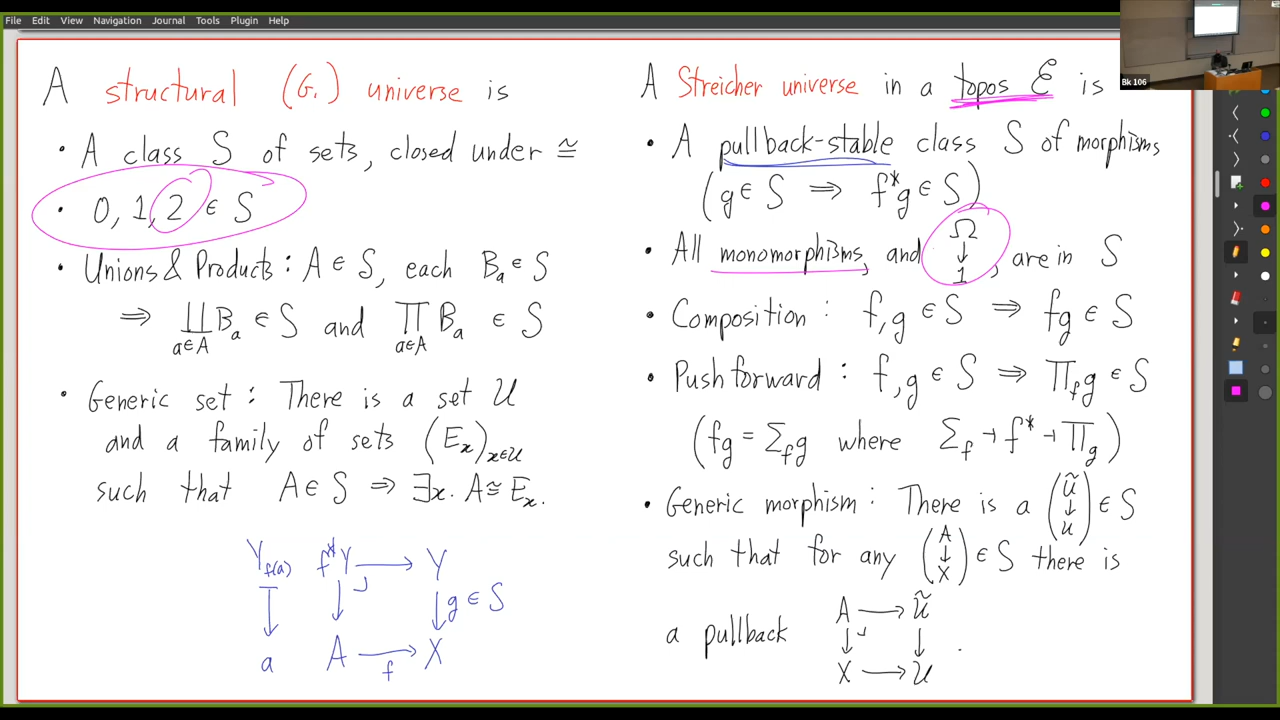 File Edit View Navigation Journal Tools Plugin Help
Bk 106
A structural (G.) universe is
• A class S of sets, closed under ≅
• 0, 1, 2 ∈ S
• Unions & Products: A ∈ S, each B_a ∈ S
⟹ ∐_{a∈A} B_a ∈ S and ∏_{a∈A} B_a ∈ S
• Generic set: There is a set U
and a family of sets (E_x)_{x∈U}
such that A ∈ S ⟹ ∃x. A ≅ E_x.
Y_{f(a)} f*Y → Y
↓ ↓ ↓ g ∈ S
a A → X
f
A Streicher universe in a topos ℰ is
• A pullback-stable class S of morphisms
(g ∈ S ⟹ f*g ∈ S)
• All monomorphisms, and Ω ↓ 1, are in S
• Composition: f, g ∈ S ⟹ fg ∈ S
• Pushforward: f, g ∈ S ⟹ Π_f g ∈ S
(fg = Σ_f g where Σ_f ⊣ f* ⊣ Π_g)
• Generic morphism: There is a (Ũ ↓ U) ∈ S
such that for any (A ↓ X) ∈ S there is
a pullback
A → Ũ
↓ ↓ .
X → U